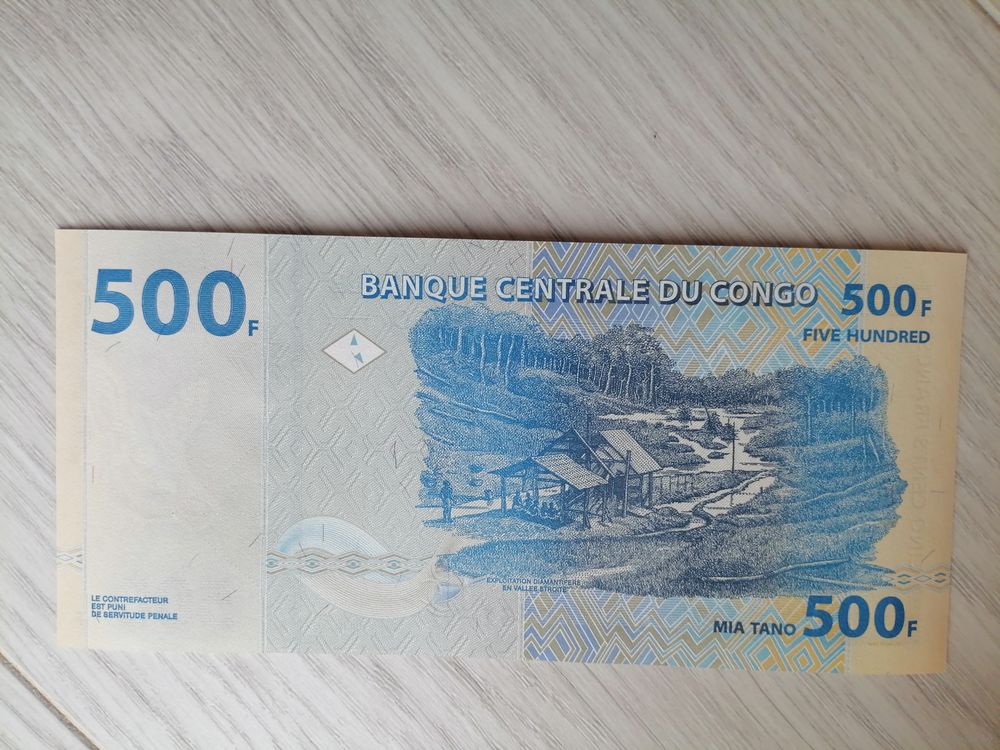 500F
BANQUE CENTRALE DU CONGO
500F
FIVE HUNDRED
EXPLOITATION DIAMANTIFERE
EN VALLEE ETROITE
LE CONTREFACTEUR
EST PUNI
DE SERVITUDE PENALE
MIA TANO 500F